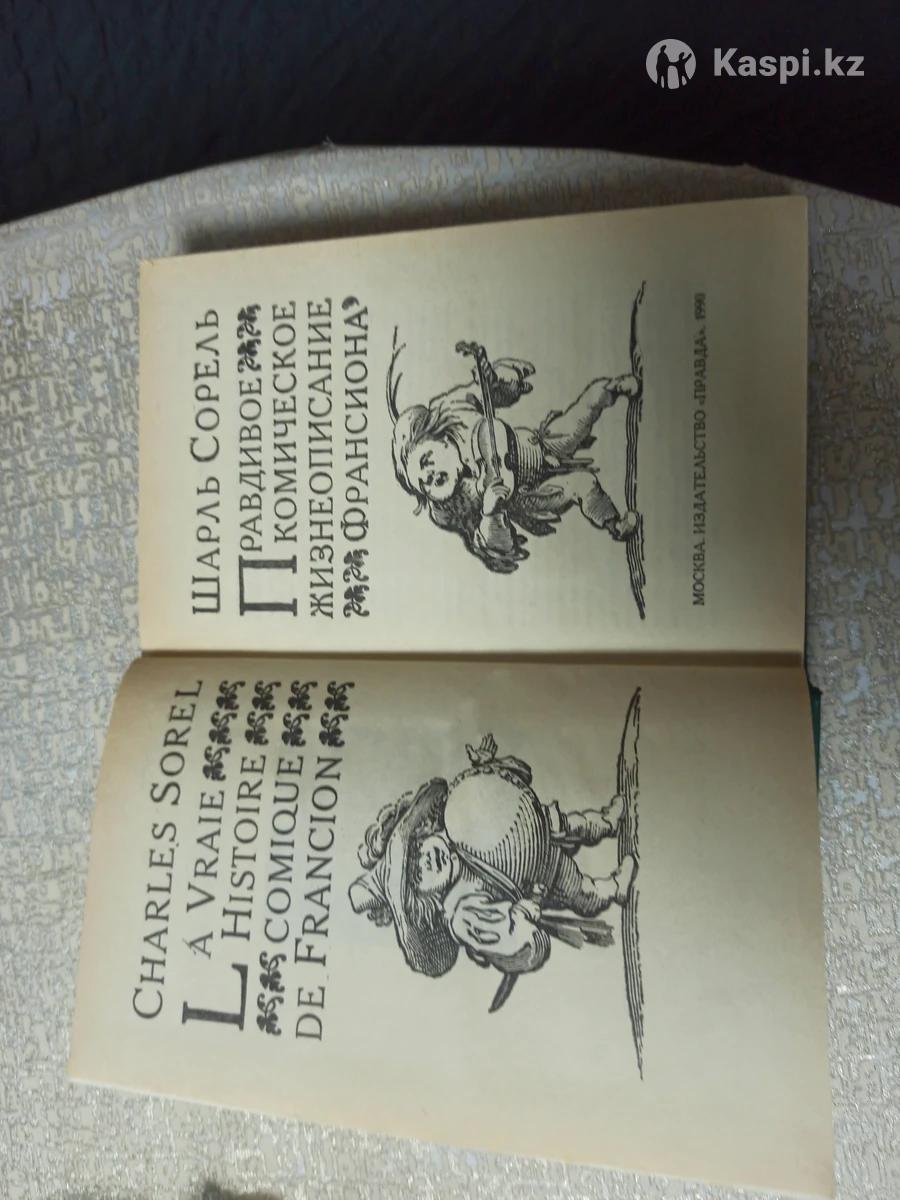 Kaspi.kz
CHARLES SOREL
LÁ VRAIE
HISTOIRE
COMIQUE
DE FRANCION
ШАРЛЬ СОРЕЛЬ
ПРАВДИВОЕ
КОМИЧЕСКОЕ
ЖИЗНЕОПИСАНИЕ
ФРАНСИОНА
МОСКВА. ИЗДАТЕЛЬСТВО «ПРАВДА». 1990